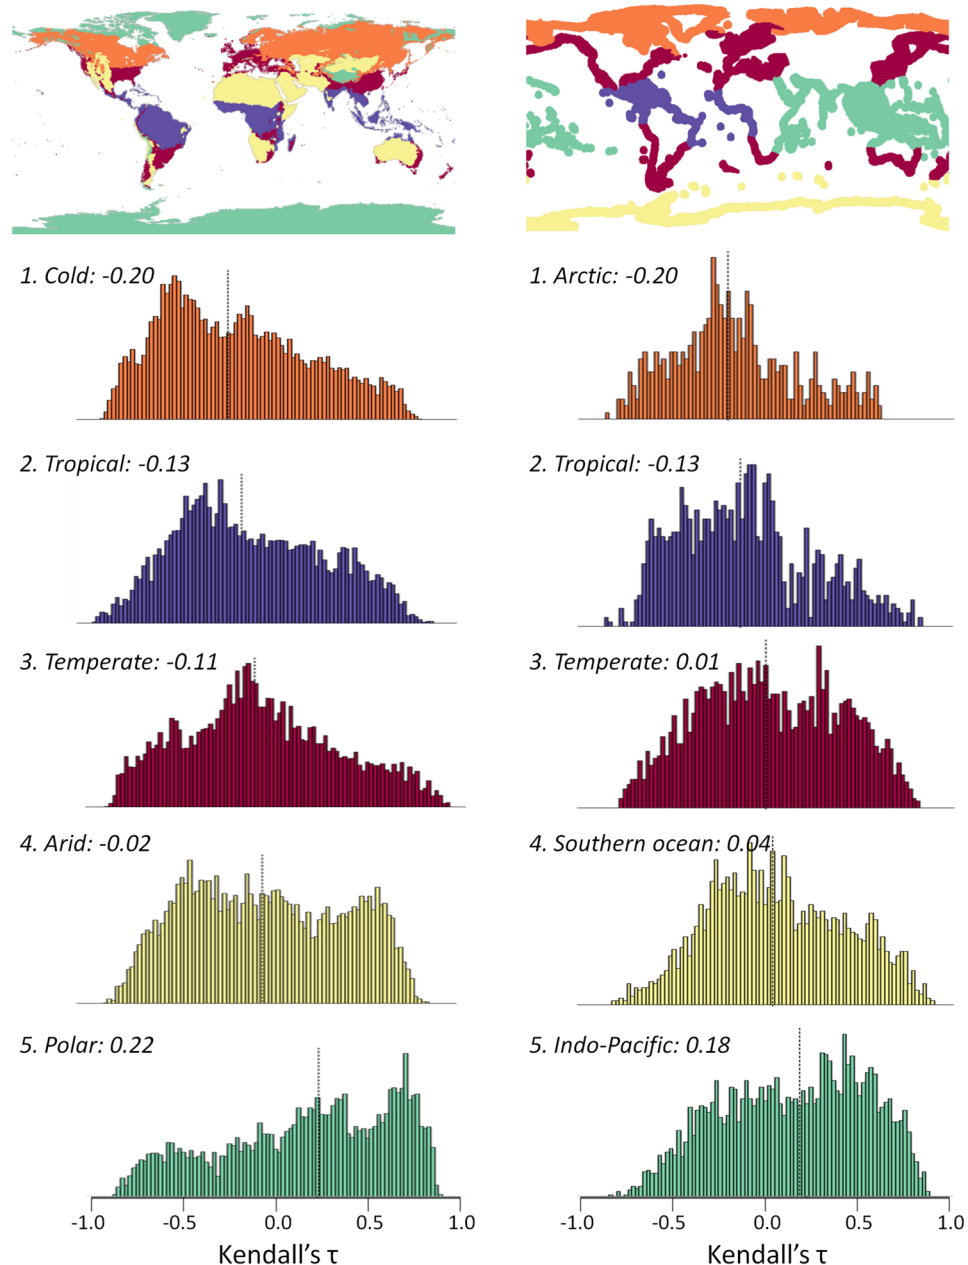 1. Cold: -0.20
1. Arctic: -0.20
2. Tropical: -0.13
2. Tropical: -0.13
3. Temperate: -0.11
3. Temperate: 0.01
4. Arid: -0.02
4. Southern ocean: 0.04
5. Polar: 0.22
5. Indo-Pacific: 0.18
-1.0 -0.5 0.0 0.5 1.0
-1.0 -0.5 0.0 0.5 1.0
Kendall’s τ
Kendall’s τ